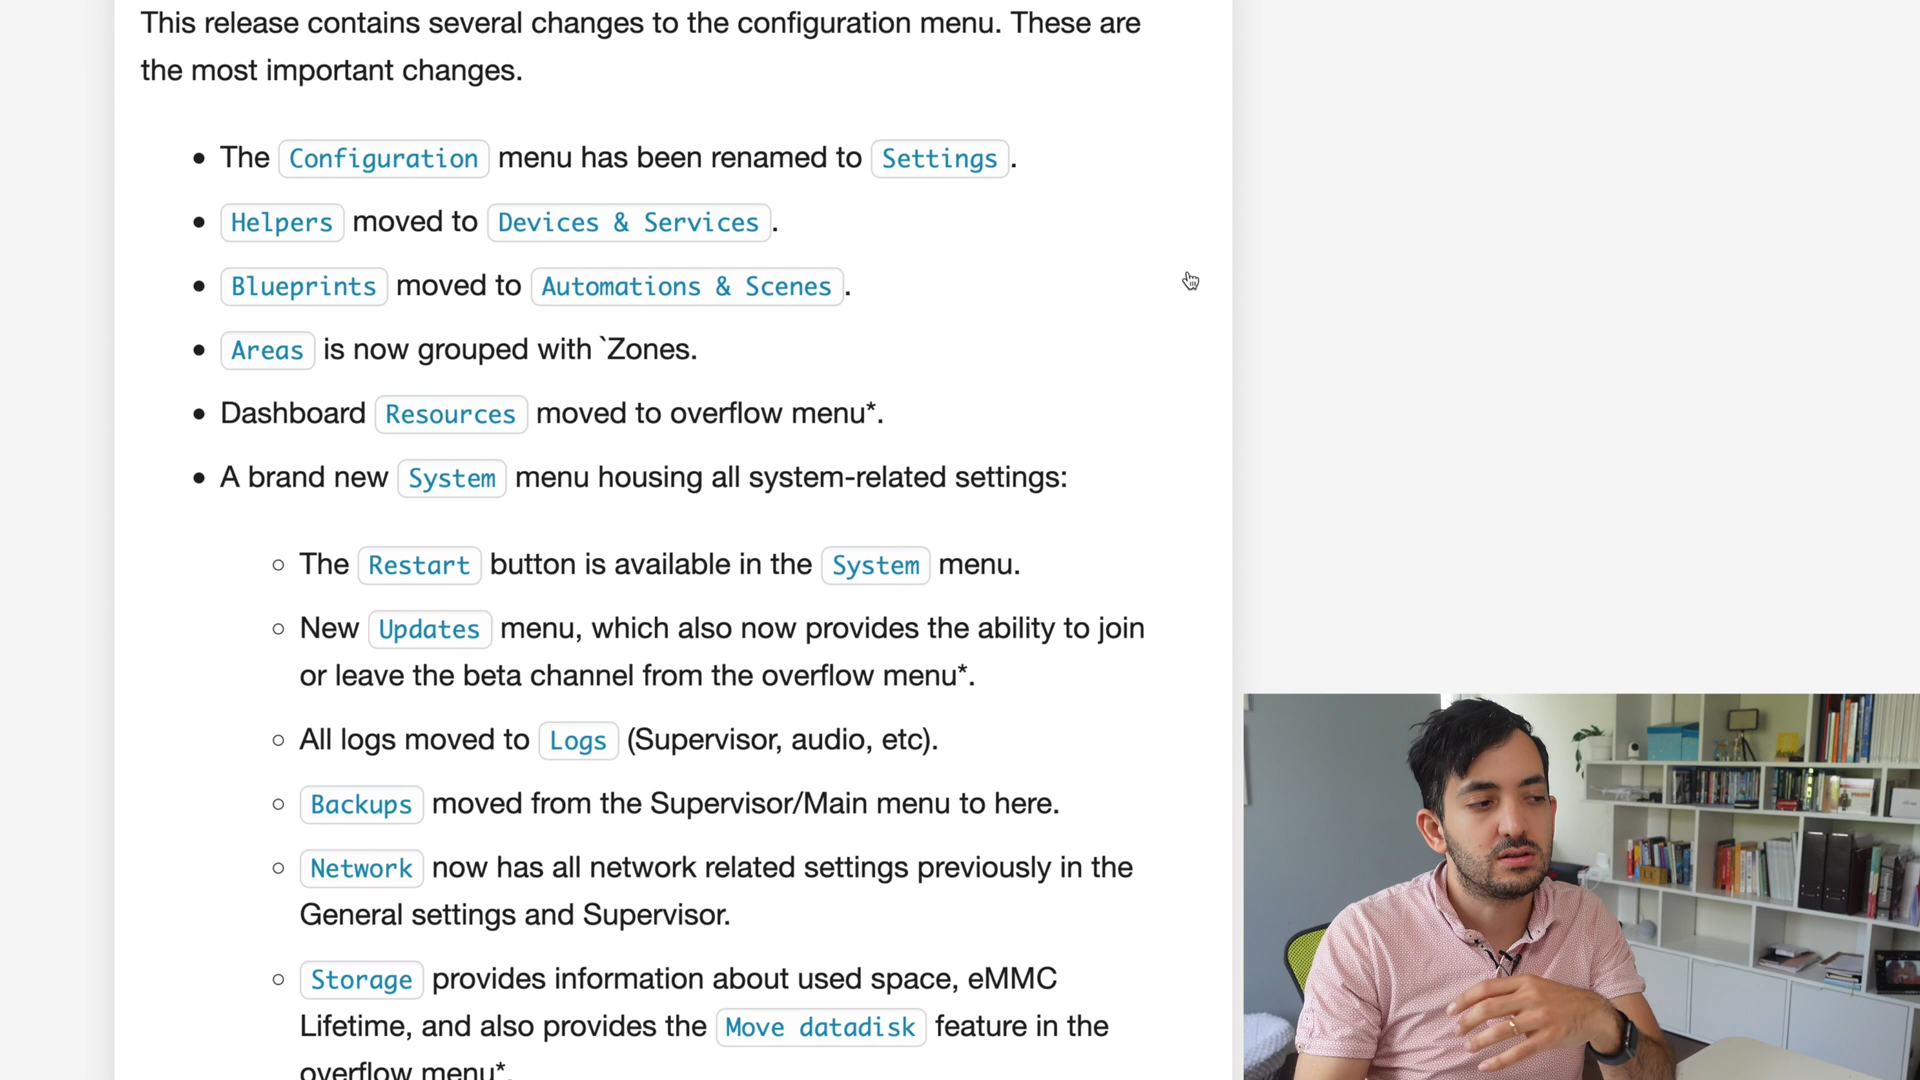 This release contains several changes to the configuration menu. These are
the most important changes.
• The Configuration menu has been renamed to Settings.
• Helpers moved to Devices & Services.
• Blueprints moved to Automations & Scenes.
• Areas is now grouped with `Zones.
• Dashboard Resources moved to overflow menu*.
• A brand new System menu housing all system-related settings:
◦ The Restart button is available in the System menu.
◦ New Updates menu, which also now provides the ability to join
or leave the beta channel from the overflow menu*.
◦ All logs moved to Logs (Supervisor, audio, etc).
◦ Backups moved from the Supervisor/Main menu to here.
◦ Network now has all network related settings previously in the
General settings and Supervisor.
◦ Storage provides information about used space, eMMC
Lifetime, and also provides the Move datadisk feature in the
overflow menu*.